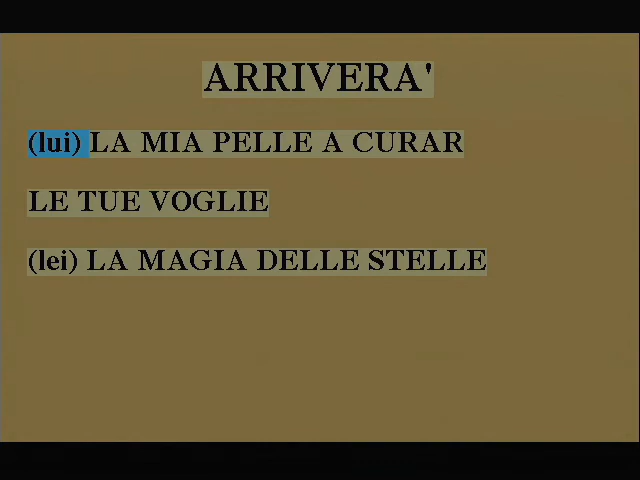 ARRIVERA'
(lui) LA MIA PELLE A CURAR
LE TUE VOGLIE
(lei) LA MAGIA DELLE STELLE